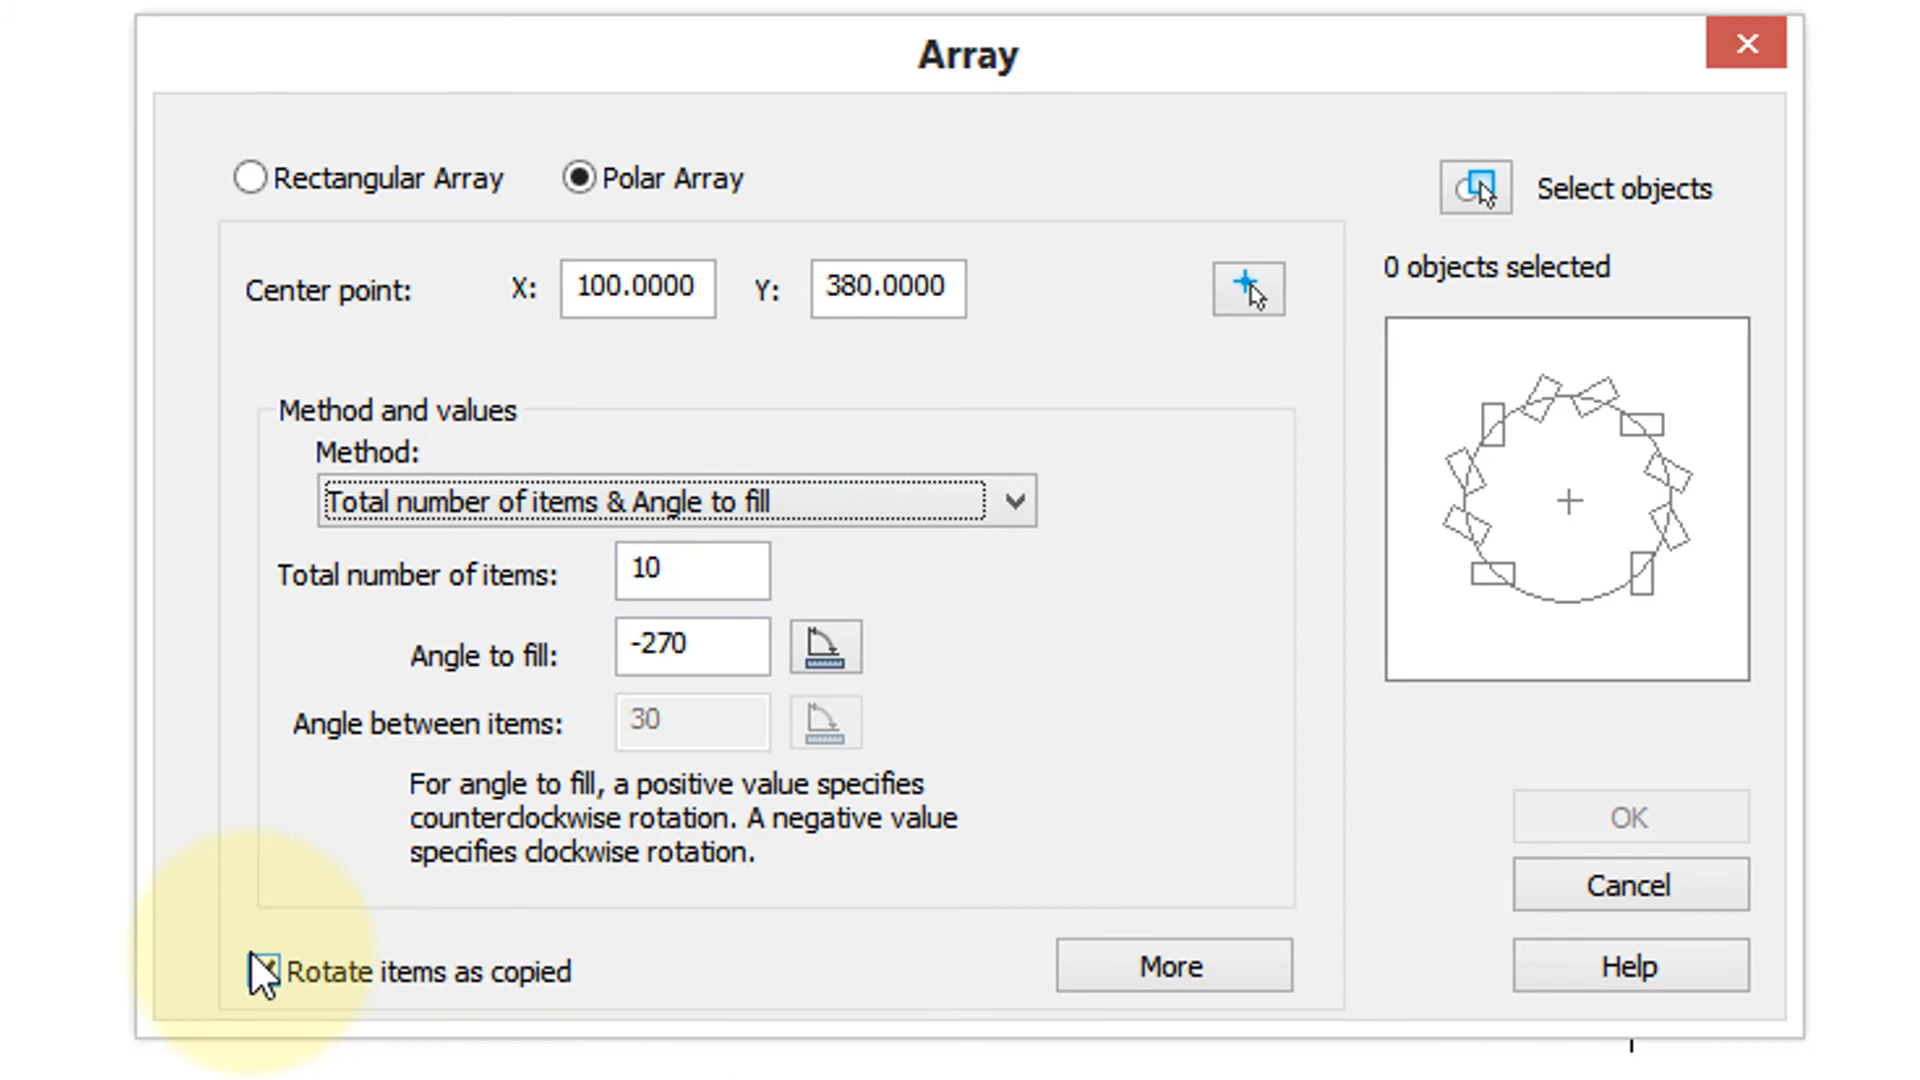 Array
Rectangular Array
Polar Array
Select objects
Center point:
X:
100.0000
Y:
380.0000
0 objects selected
Method and values
Method:
Total number of items & Angle to fill
Total number of items:
10
Angle to fill:
-270
Angle between items:
30
For angle to fill, a positive value specifies
counterclockwise rotation. A negative value
specifies clockwise rotation.
OK
Cancel
Rotate items as copied
More
Help